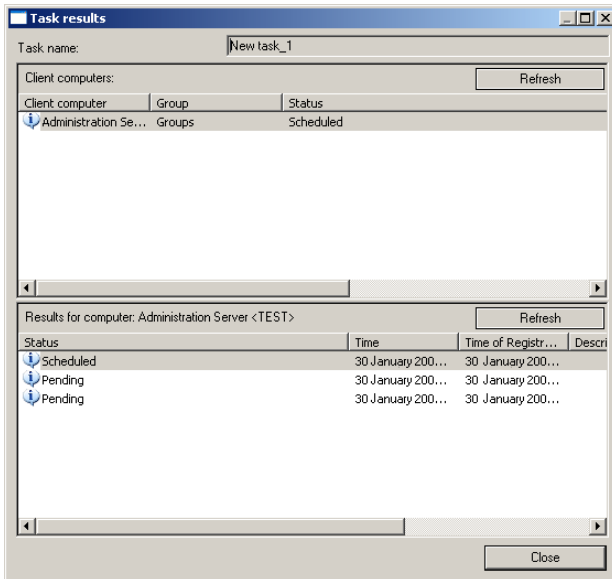 Task results
Task name: New task_1
Client computers: Refresh
Client computer Group Status
Administration Se... Groups Scheduled
Results for computer: Administration Server <TEST> Refresh
Status Time Time of Registr... Descri
Scheduled 30 January 200... 30 January 200...
Pending 30 January 200... 30 January 200...
Pending 30 January 200... 30 January 200...
Close